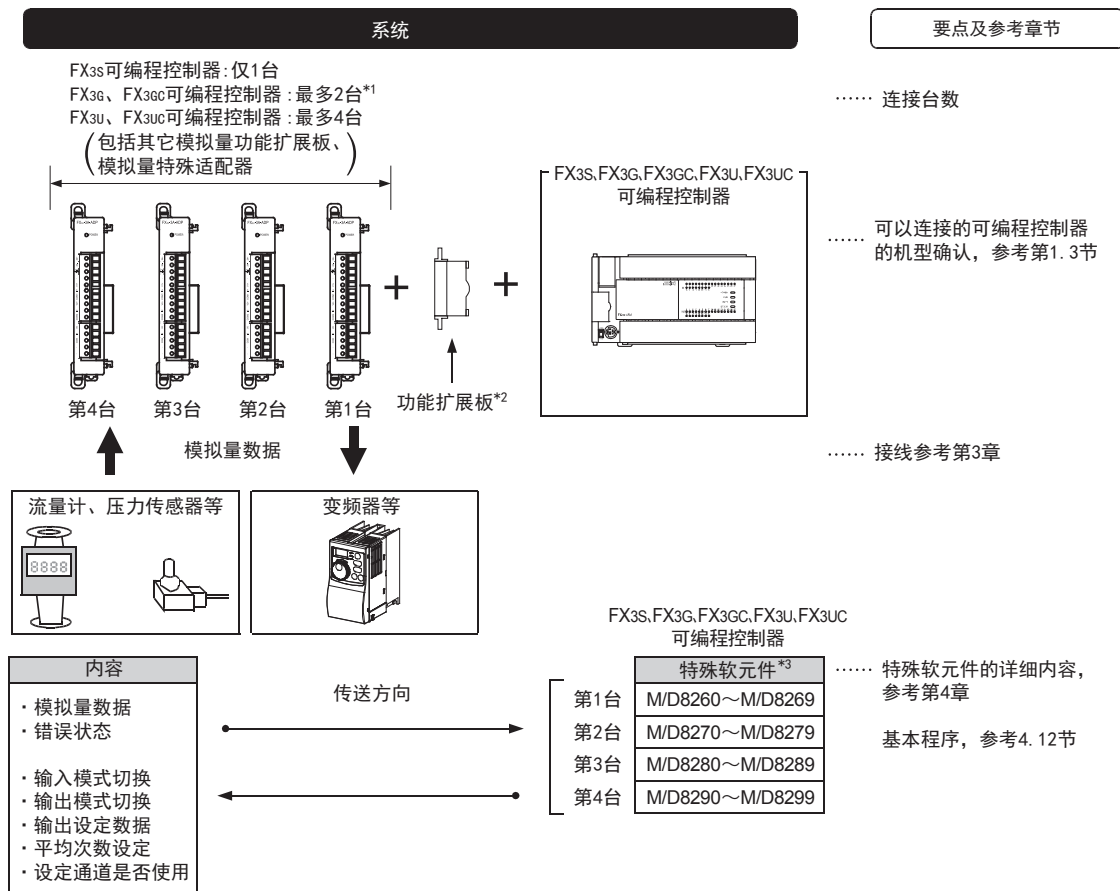 系统
要点及参考章节
FX3S可编程控制器:仅1台
FX3G、FX3GC可编程控制器:最多2台*1
FX3U、FX3UC可编程控制器:最多4台
(包括其它模拟量功能扩展板、
模拟量特殊适配器)
…… 连接台数
FX3S、FX3G、FX3GC、FX3U、FX3UC
可编程控制器
…… 可以连接的可编程控制器
的机型确认，参考第1.3节
+
+
第4台
第3台
第2台
第1台
功能扩展板*2
模拟量数据
…… 接线参考第3章
流量计、压力传感器等
8888
变频器等
FX3S、FX3G、FX3GC、FX3U、FX3UC
可编程控制器
内容
·模拟量数据
·错误状态
·输入模式切换
·输出模式切换
·输出设定数据
·平均次数设定
·设定通道是否使用
传送方向
特殊软元件*3
第1台 M/D8260～M/D8269
第2台 M/D8270～M/D8279
第3台 M/D8280～M/D8289
第4台 M/D8290～M/D8299
…… 特殊软元件的详细内容，
参考第4章
基本程序，参考4.12节